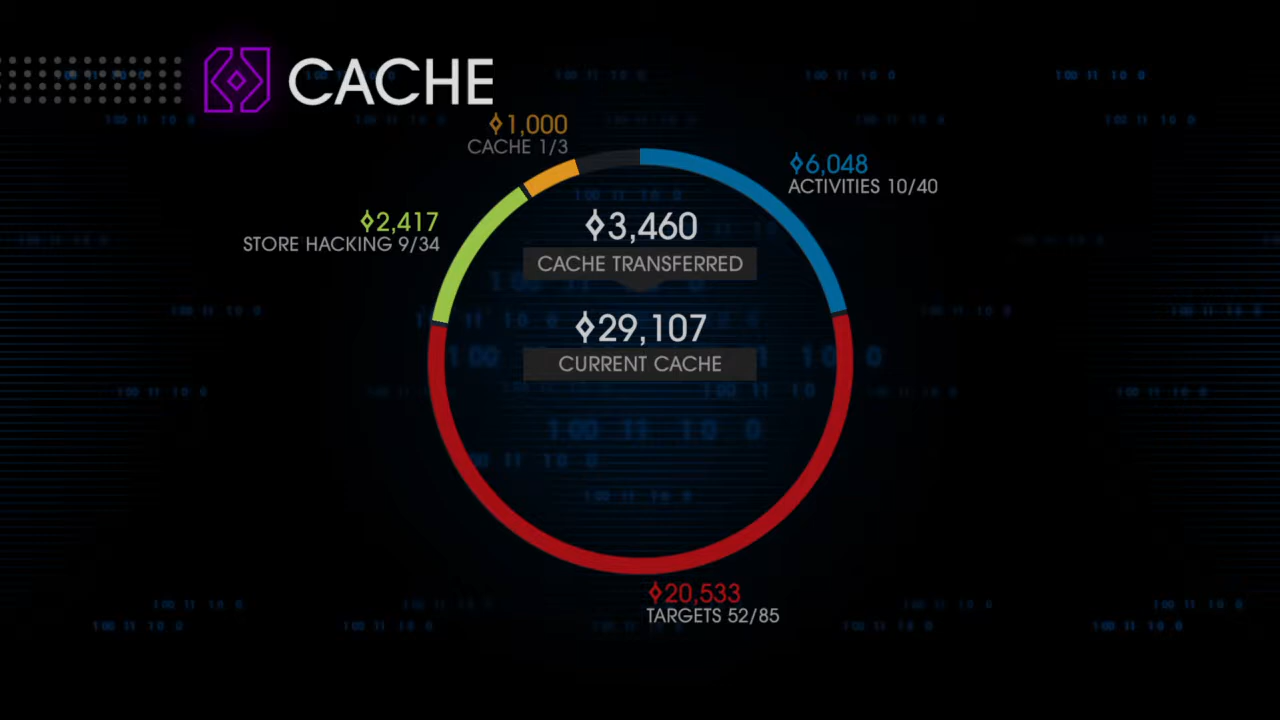 CACHE
1,000
CACHE 1/3
6,048
ACTIVITIES 10/40
2,417
STORE HACKING 9/34
3,460
CACHE TRANSFERRED
29,107
CURRENT CACHE
20,533
TARGETS 52/85